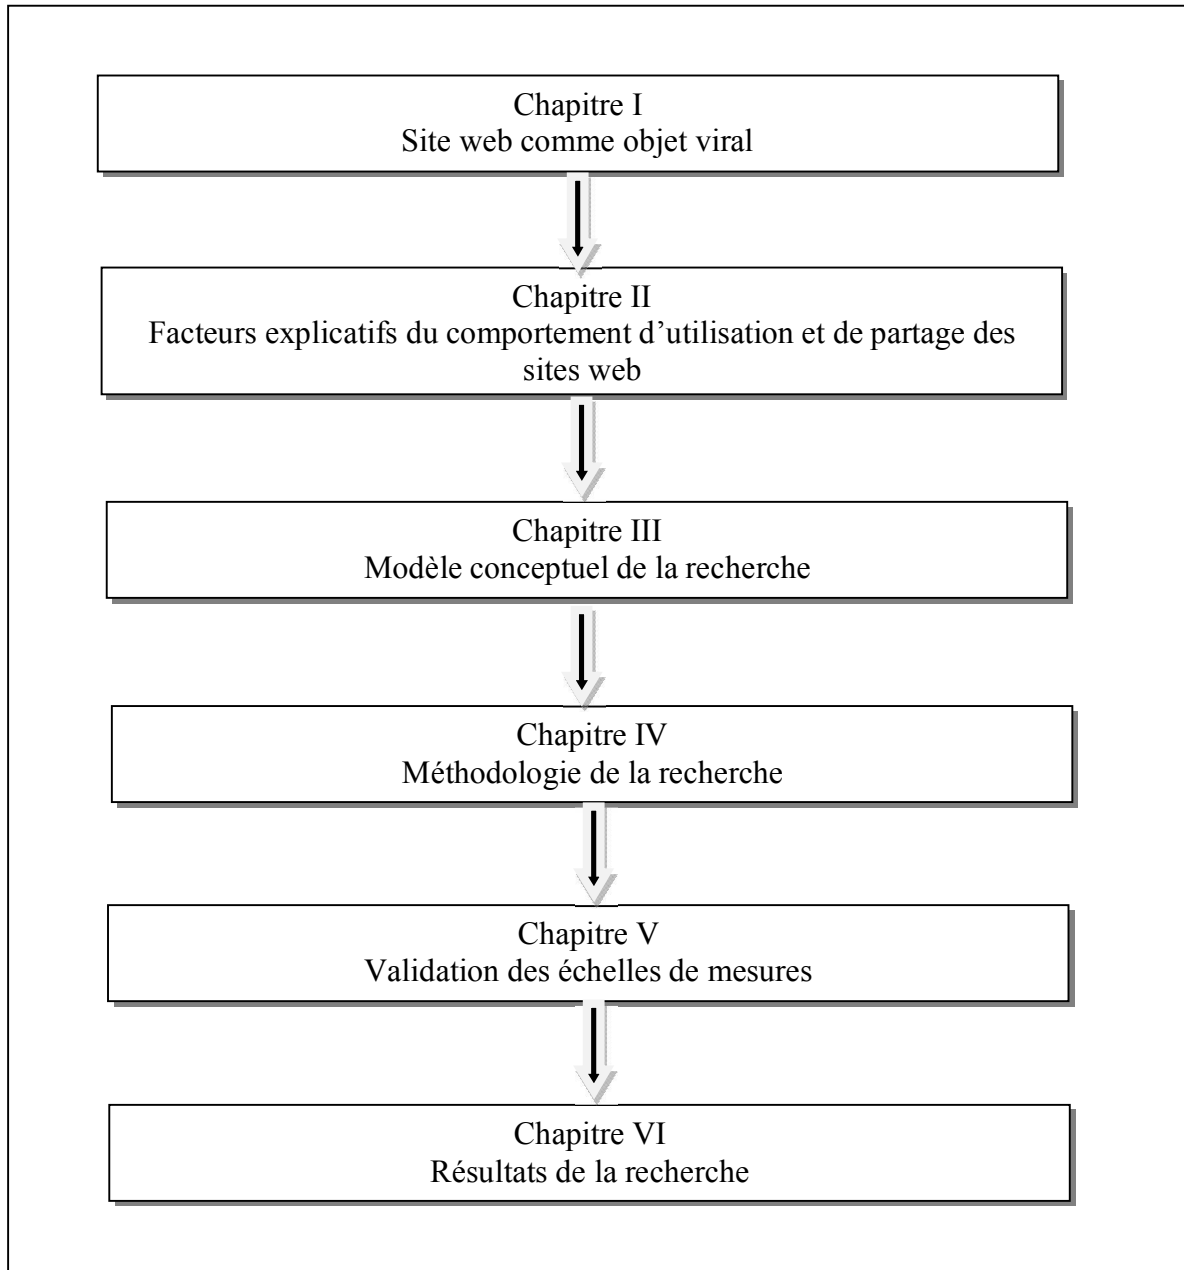 Chapitre I
Site web comme objet viral
Chapitre II
Facteurs explicatifs du comportement d’utilisation et de partage des
sites web
Chapitre III
Modèle conceptuel de la recherche
Chapitre IV
Méthodologie de la recherche
Chapitre V
Validation des échelles de mesures
Chapitre VI
Résultats de la recherche